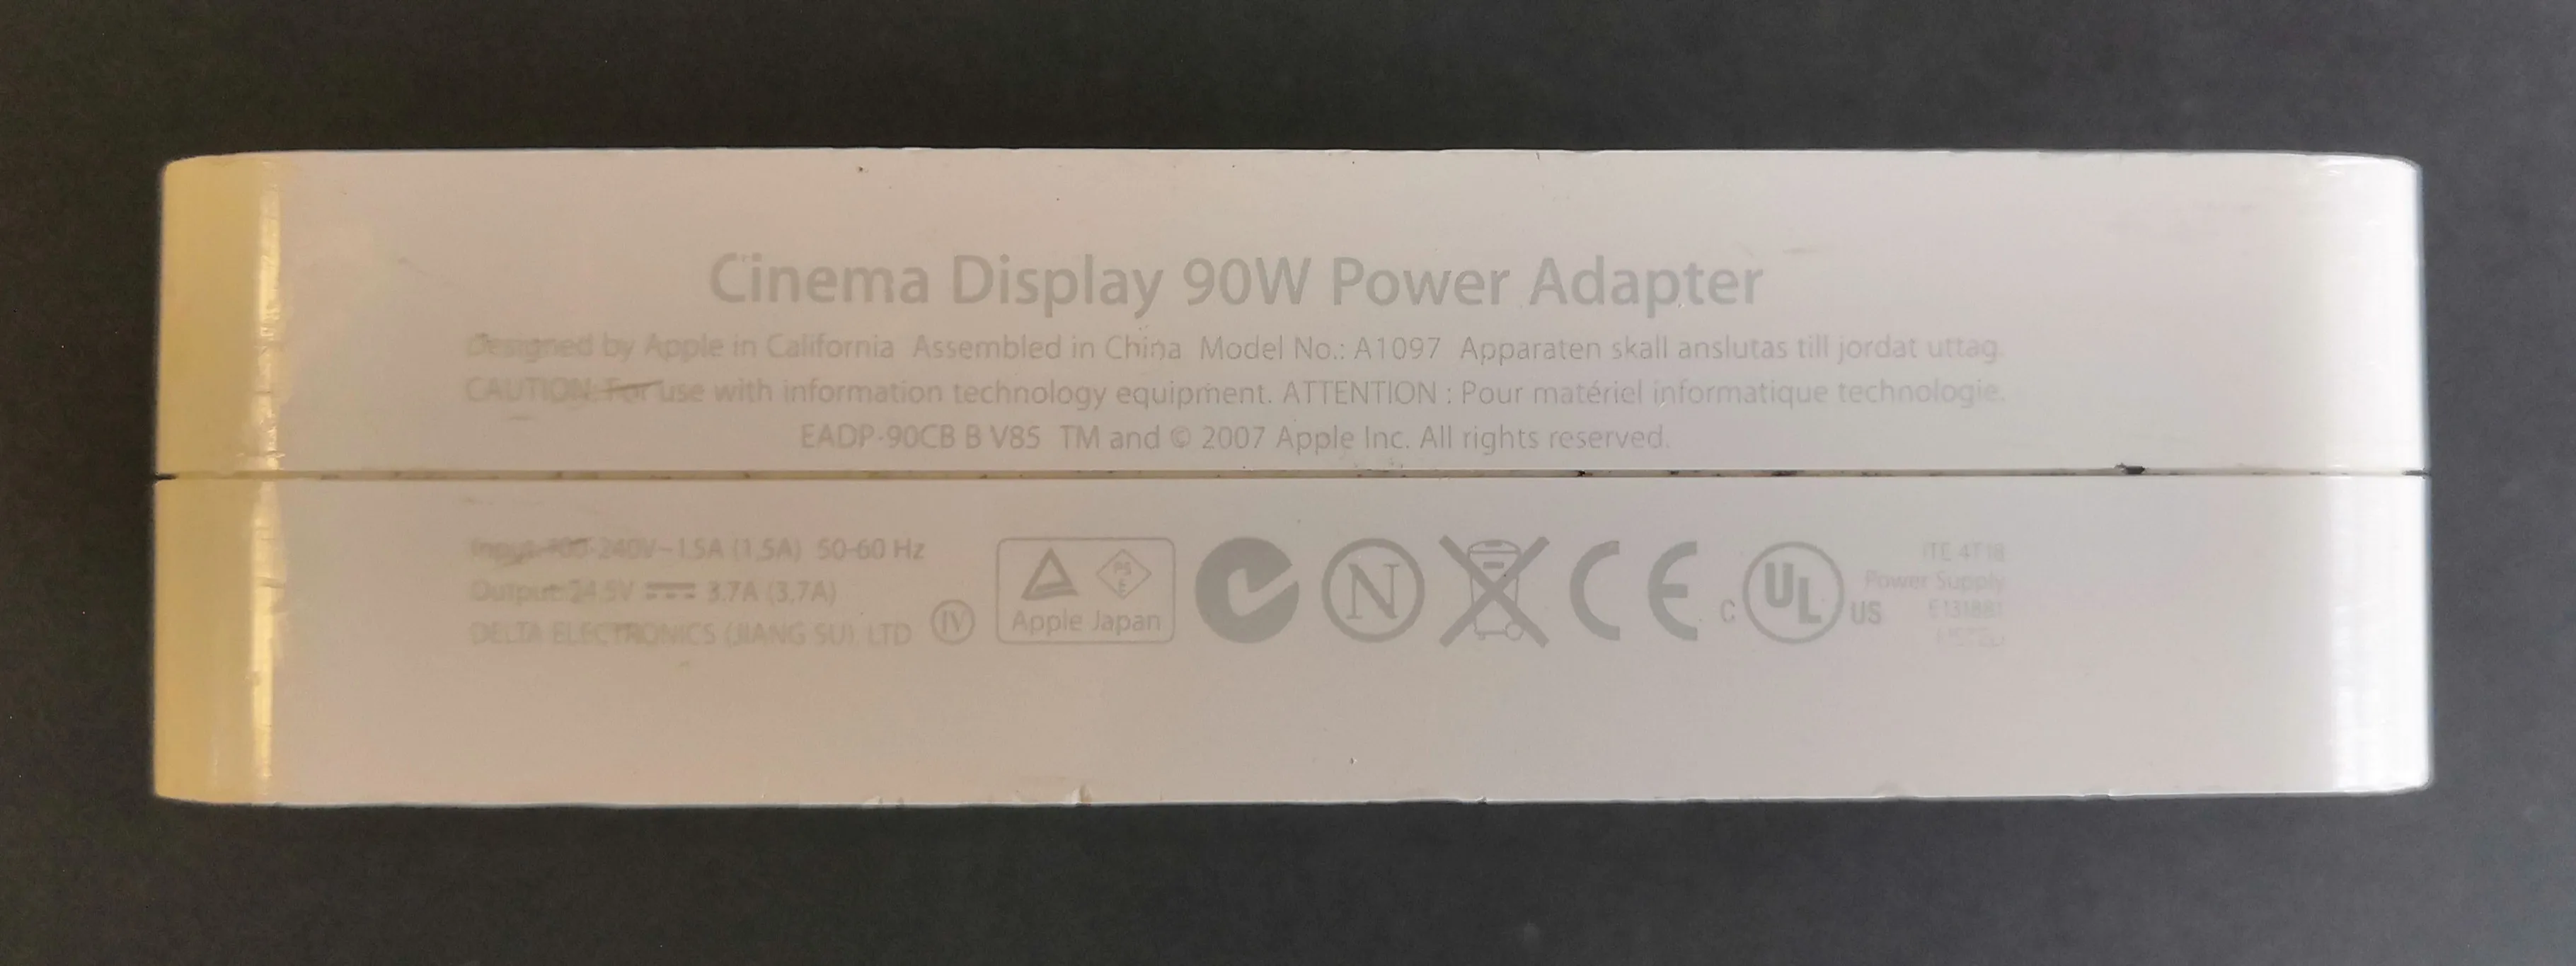 Cinema Display 90W Power Adapter
Designed by Apple in California Assembled in China Model No.: A1097 Apparaten skall anslutas till jordat uttag.
CAUTION: For use with information technology equipment. ATTENTION : Pour matériel informatique technologie.
EADP-90CB B V85 TM and © 2007 Apple Inc. All rights reserved.
Input: 100-240V~1.5A (1.5A) 50-60 Hz
Output: 24.5V 3.7A (3.7A)
DELTA ELECTRONICS (JIANG SU), LTD
IV
PS E
Apple Japan
N
CE
C UL US
ITE 4T18
Power Supply
E131881
LISTED